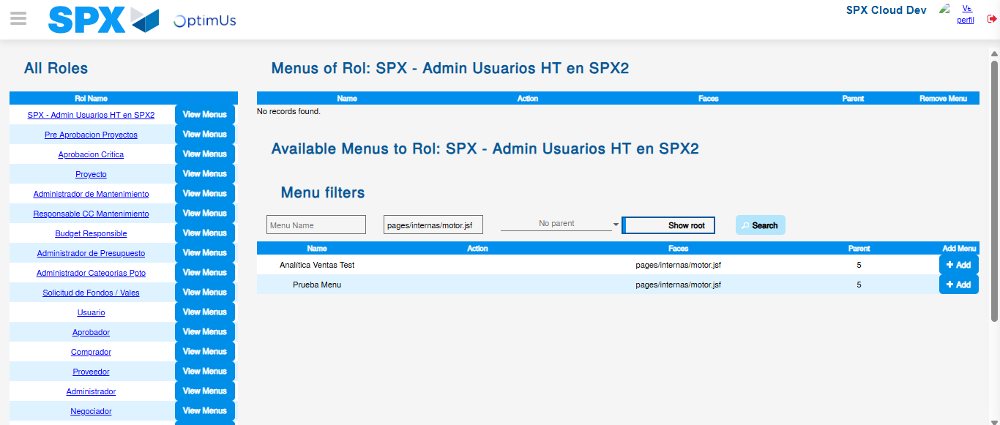 SPX OptimUs
SPX Cloud Dev
perfil
All Roles
Rol Name
SPX - Admin Usuarios HT en SPX2 View Menus
Pre Aprobacion Proyectos View Menus
Aprobacion Critica View Menus
Proyecto View Menus
Administrador de Mantenimiento View Menus
Responsable CC Mantenimiento View Menus
Budget Responsible View Menus
Administrador de Presupuesto View Menus
Administrador Categorias Ppto View Menus
Solicitud de Fondos / Vales View Menus
Usuario View Menus
Aprobador View Menus
Comprador View Menus
Proveedor View Menus
Administrador View Menus
Negociador View Menus
Menus of Rol: SPX - Admin Usuarios HT en SPX2
Name Action Faces Parent Remove Menu
No records found.
Available Menus to Rol: SPX - Admin Usuarios HT en SPX2
Menu filters
Menu Name pages/internas/motor.jsf No parent Show root Search
Name Action Faces Parent Add Menu
Analítica Ventas Test pages/internas/motor.jsf 5 + Add
Prueba Menu pages/internas/motor.jsf 5 + Add